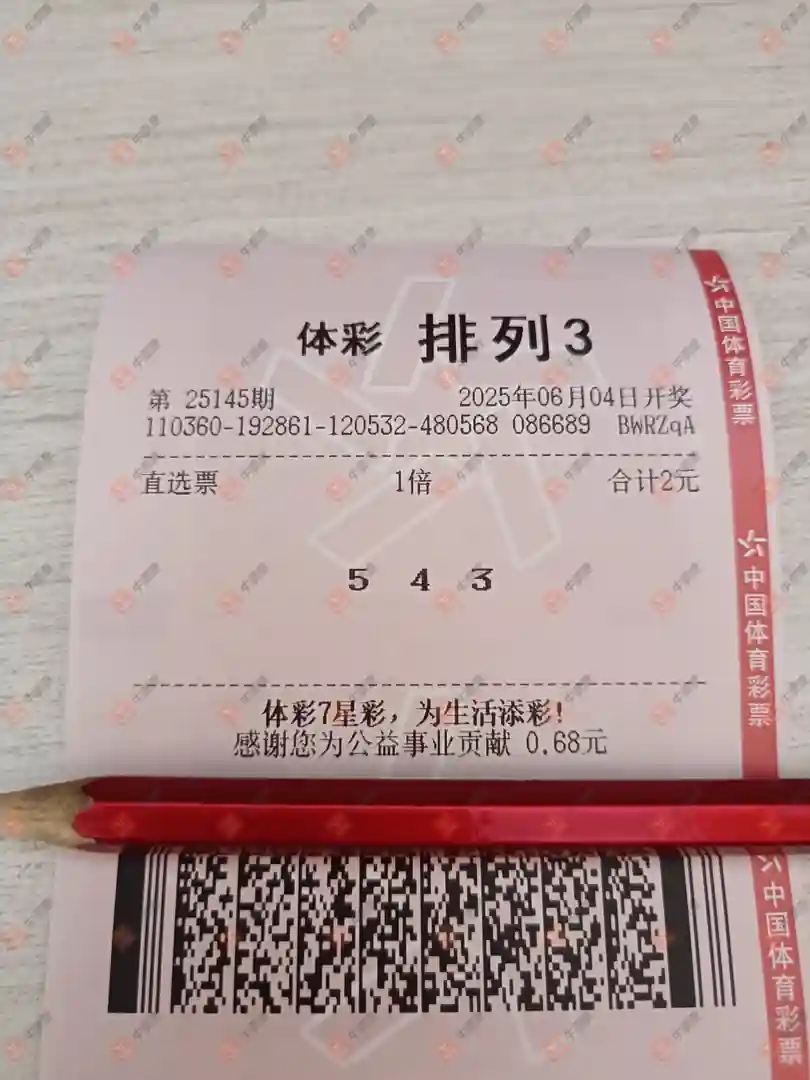 体彩 排列3
第 25145期 2025年06月04日开奖
110360-192861-120532-480568 086689 BWRZqA
直选票 1倍 合计2元
5 4 3
体彩7星彩，为生活添彩!
感谢您为公益事业贡献 0.68元
中国体育彩票
中国体育彩票
中国体育彩票